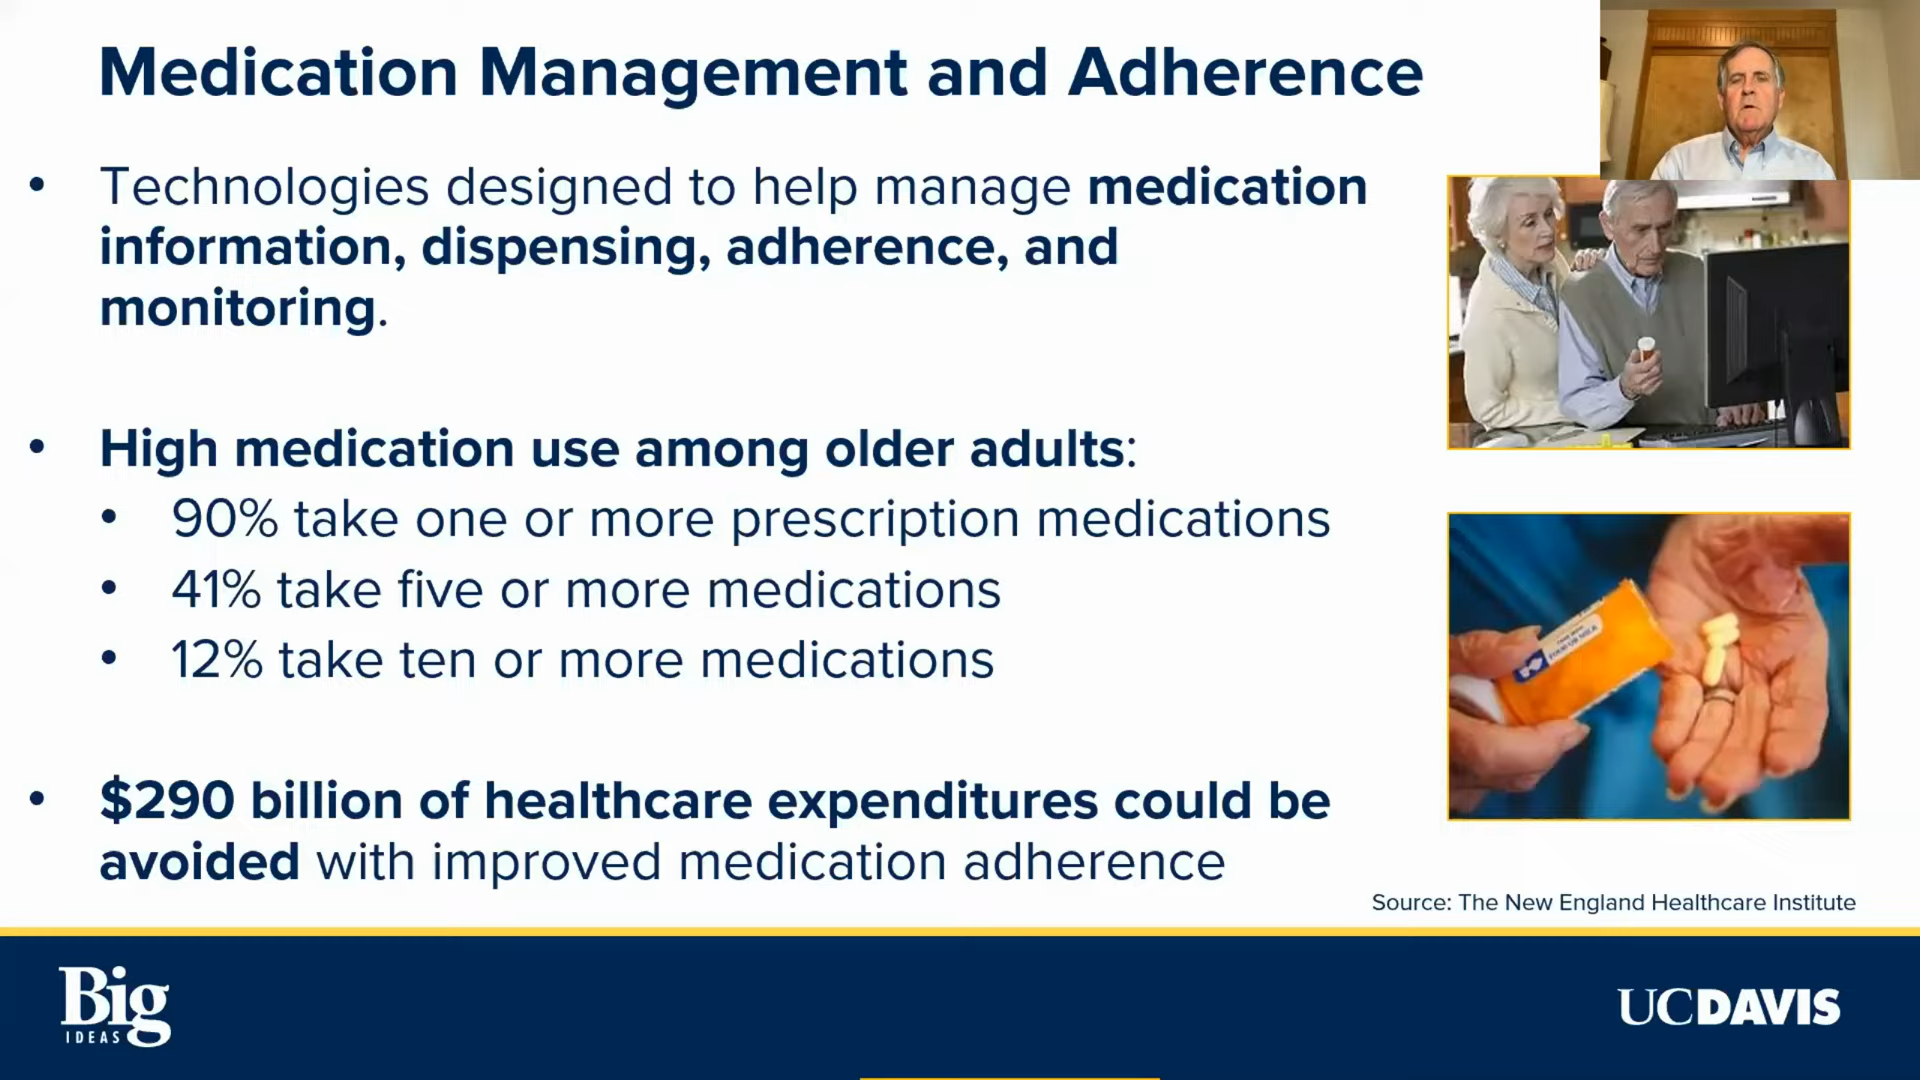 Medication Management and Adherence
• Technologies designed to help manage medication
information, dispensing, adherence, and
monitoring.
• High medication use among older adults:
• 90% take one or more prescription medications
• 41% take five or more medications
• 12% take ten or more medications
• $290 billion of healthcare expenditures could be
avoided with improved medication adherence
Source: The New England Healthcare Institute
Big
IDEAS
UCDAVIS